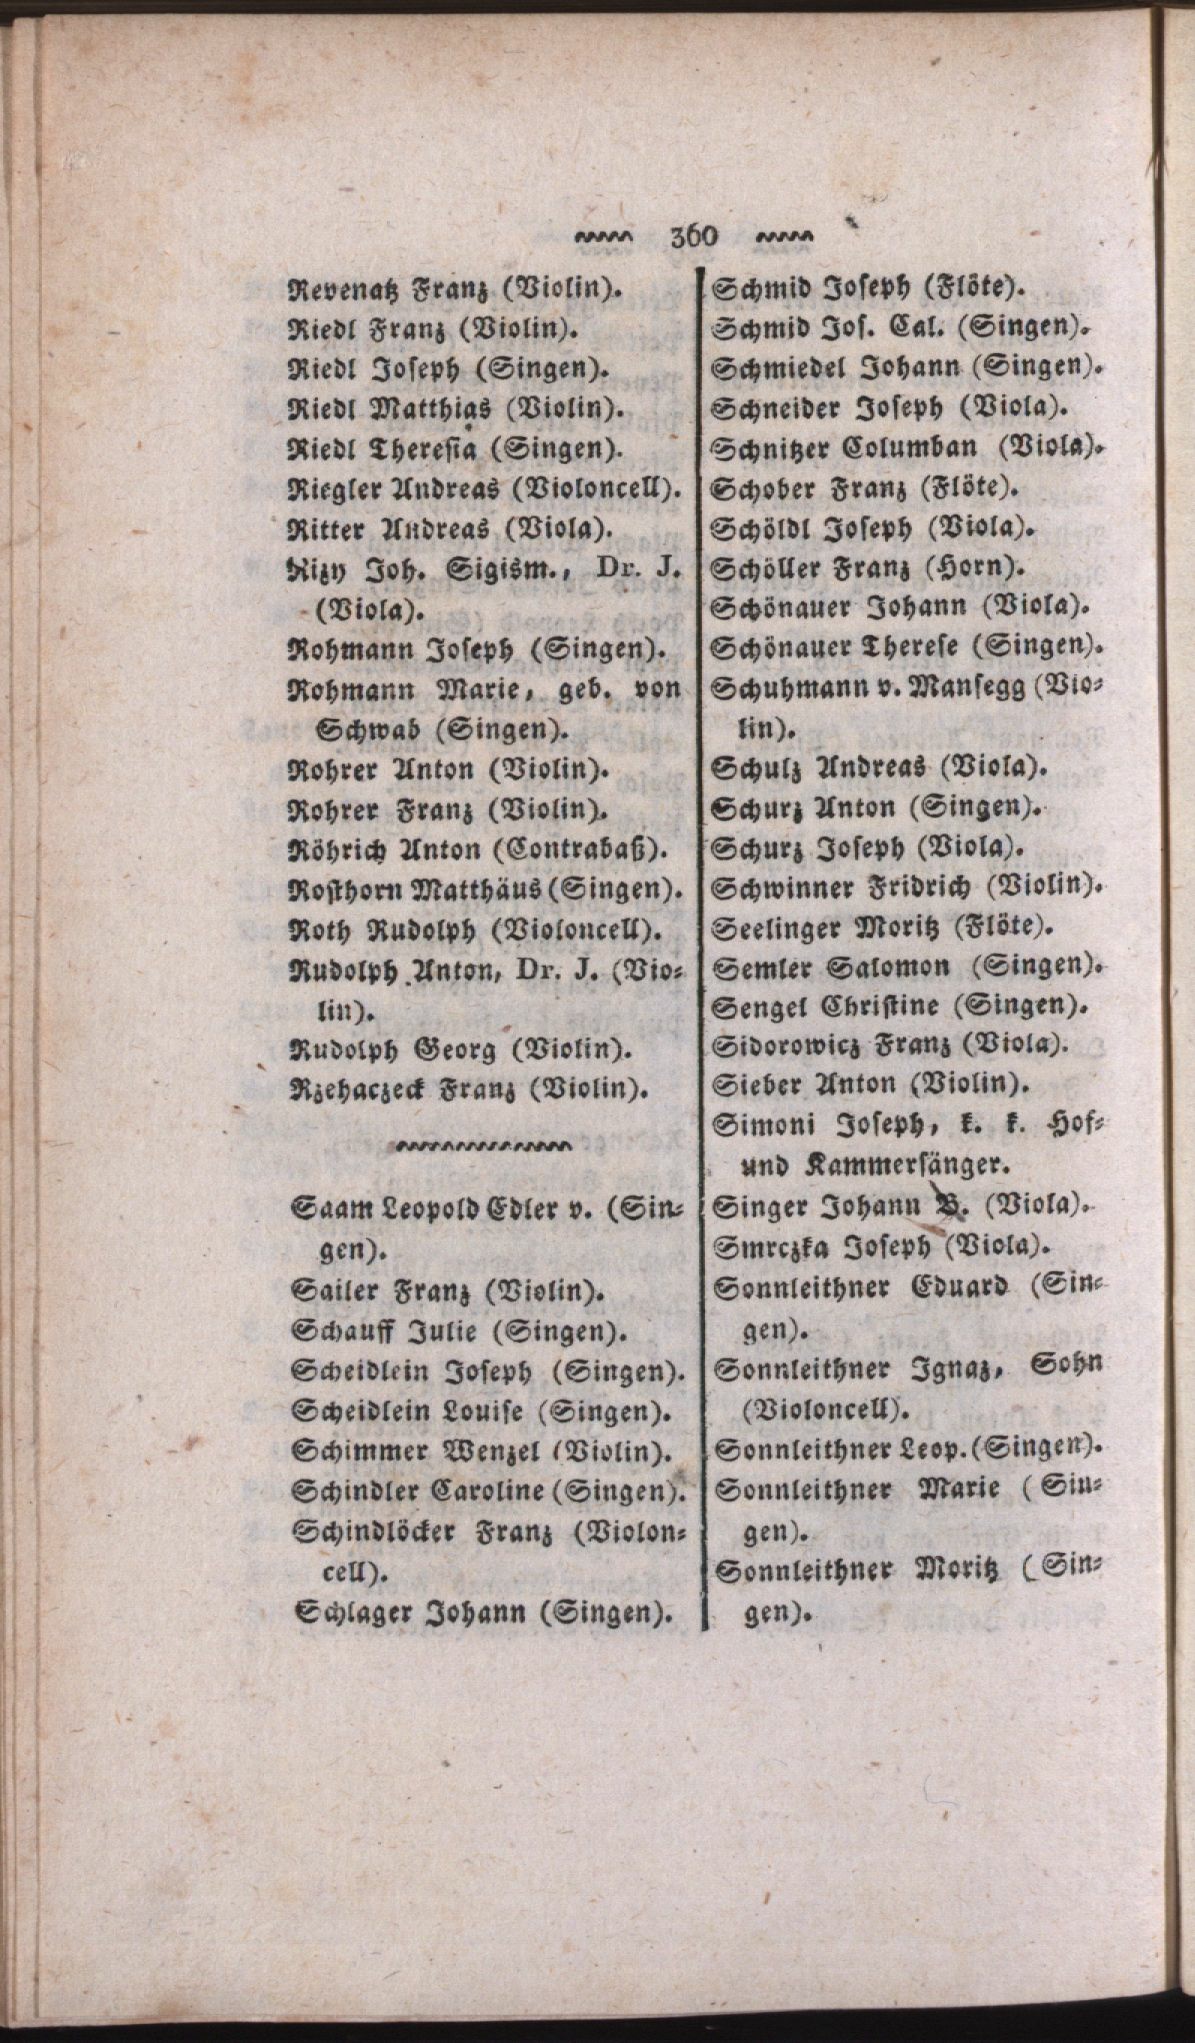 360
Revenatz Franz (Violin).
Riedl Franz (Violin).
Riedl Joseph (Singen).
Riedl Matthias (Violin).
Riedl Theresia (Singen).
Riegler Andreas (Violoncell).
Ritter Andreas (Viola).
Rizy Joh. Sigism., Dr. J.
(Viola).
Rohmann Joseph (Singen).
Rohmann Marie, geb. von
Schwab (Singen).
Rohrer Anton (Violin).
Rohrer Franz (Violin).
Röhrich Anton (Contrabaß).
Rosthorn Matthäus (Singen).
Roth Rudolph (Violoncell).
Rudolph Anton, Dr. J. (Vio-
lin).
Rudolph Georg (Violin).
Rzehaczeck Franz (Violin).
Saam Leopold Edler v. (Sin-
gen).
Sailer Franz (Violin).
Schauff Julie (Singen).
Scheidlein Joseph (Singen).
Scheidlein Louise (Singen).
Schimmer Wenzel (Violin).
Schindler Caroline (Singen).
Schindlöcker Franz (Violon-
cell).
Schlager Johann (Singen).
Schmid Joseph (Flöte).
Schmid Jos. Cal. (Singen).
Schmiedel Johann (Singen).
Schneider Joseph (Viola).
Schnitzer Columban (Viola).
Schober Franz (Flöte).
Schöldl Joseph (Viola).
Schöller Franz (Horn).
Schönauer Johann (Viola).
Schönauer Therese (Singen).
Schuhmann v. Mansegg (Vio-
lin).
Schulz Andreas (Viola).
Schurz Anton (Singen).
Schurz Joseph (Viola).
Schwinner Fridrich (Violin).
Seelinger Moritz (Flöte).
Semler Salomon (Singen).
Sengel Christine (Singen).
Sidorowicz Franz (Viola).
Sieber Anton (Violin).
Simoni Joseph, k. k. Hof-
und Kammersänger.
Singer Johann B. (Viola).
Smrczka Joseph (Viola).
Sonnleithner Eduard (Sin-
gen).
Sonnleithner Ignaz, Sohn
(Violoncell).
Sonnleithner Leop. (Singen).
Sonnleithner Marie (Sin-
gen).
Sonnleithner Moritz (Sin-
gen).